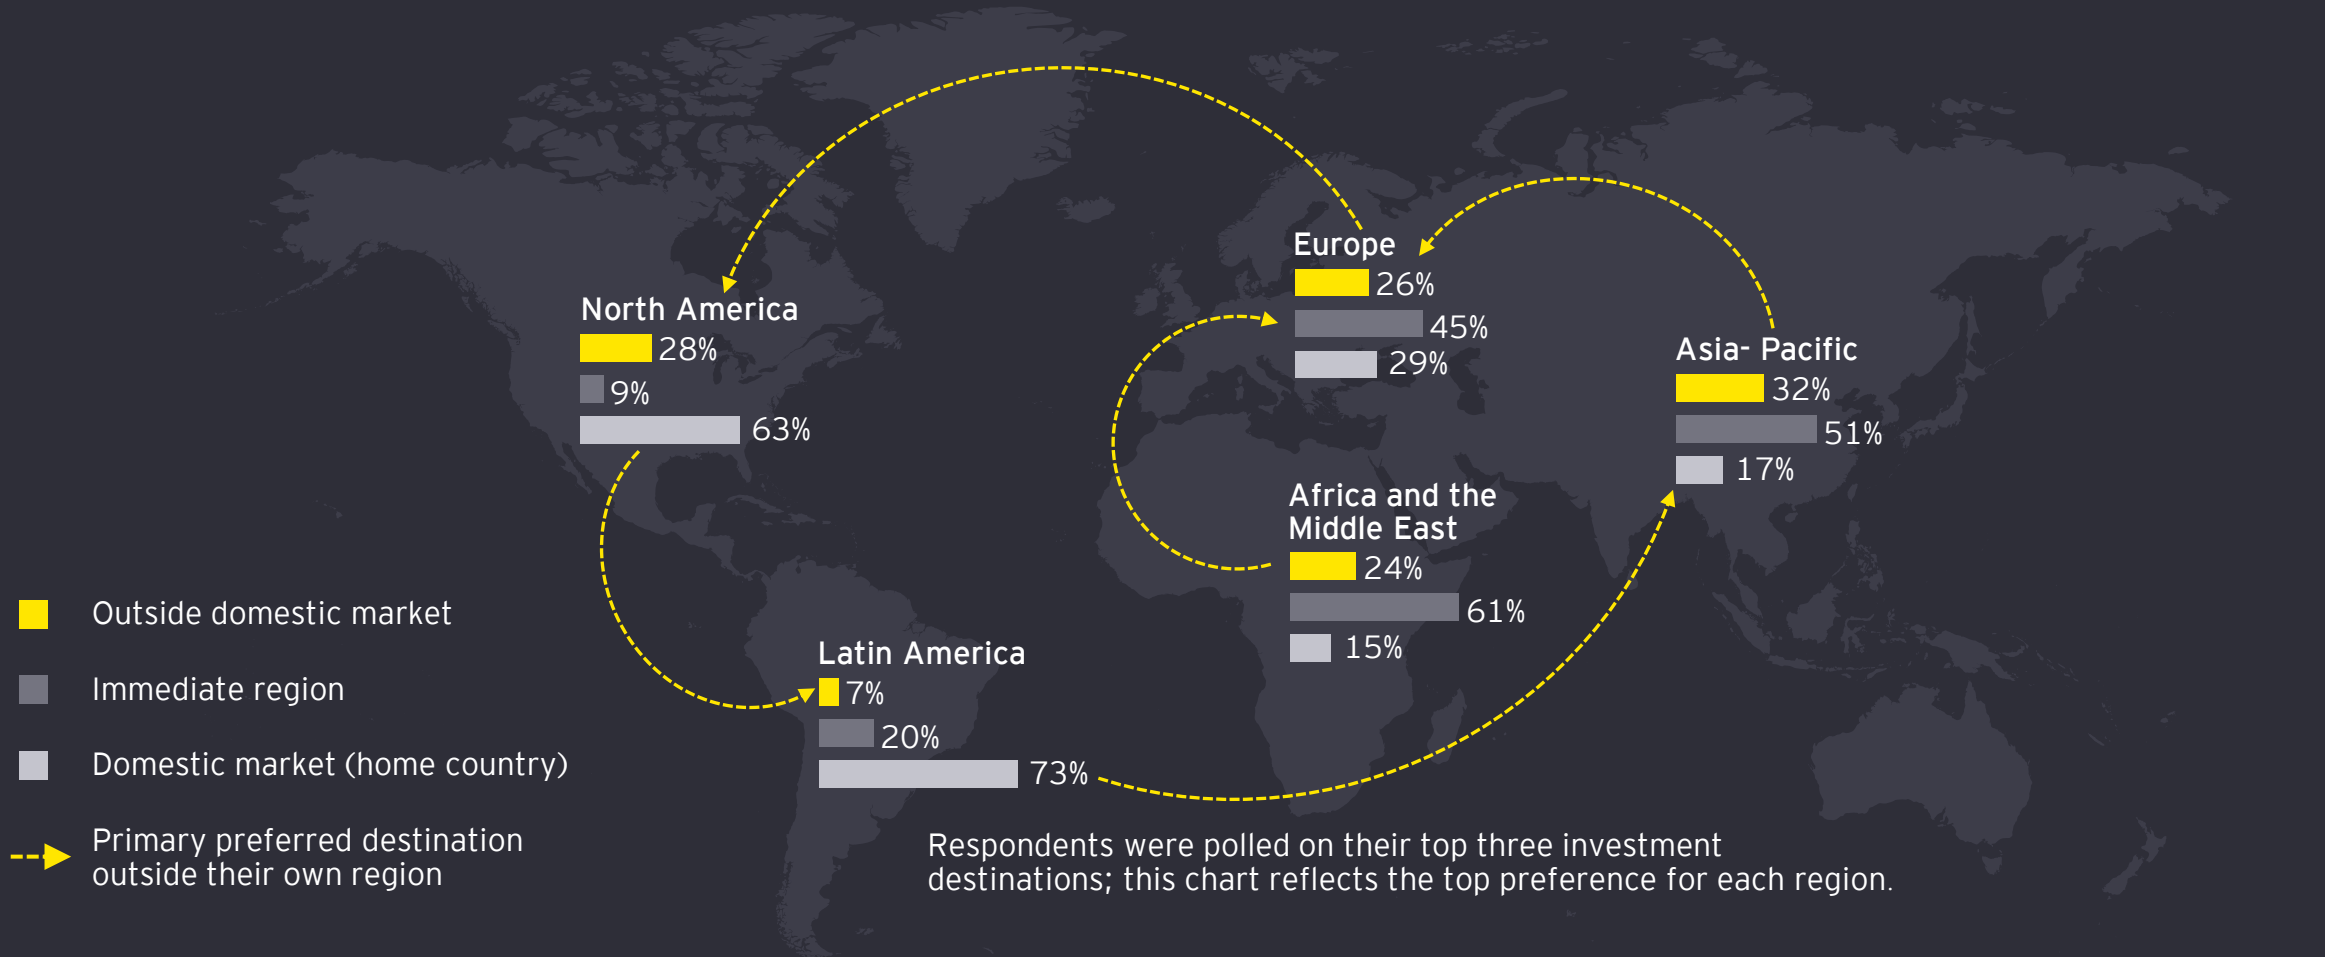 Europe
26%
45%
29%
North America
28%
9%
63%
Asia- Pacific
32%
51%
17%
Africa and the
Middle East
24%
61%
15%
Latin America
7%
20%
73%
Outside domestic market
Immediate region
Domestic market (home country)
Primary preferred destination
outside their own region
Respondents were polled on their top three investment
destinations; this chart reflects the top preference for each region.